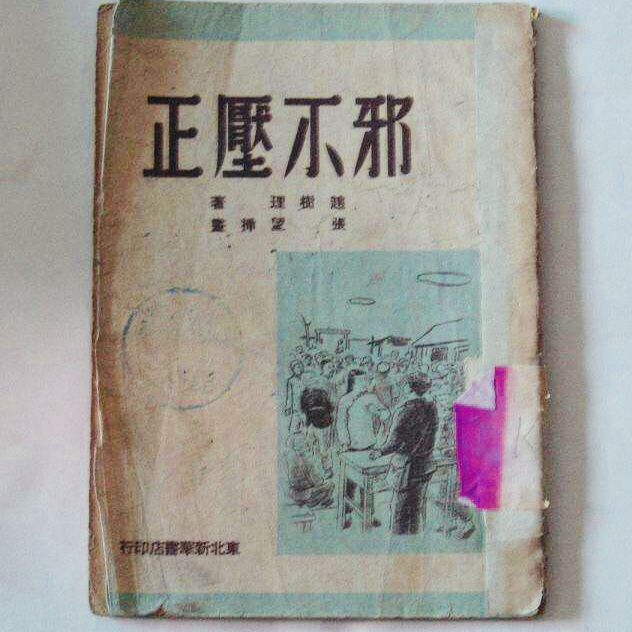 邪不壓正
趙樹理 著
張望 揷畫
東北新華書店印行
K